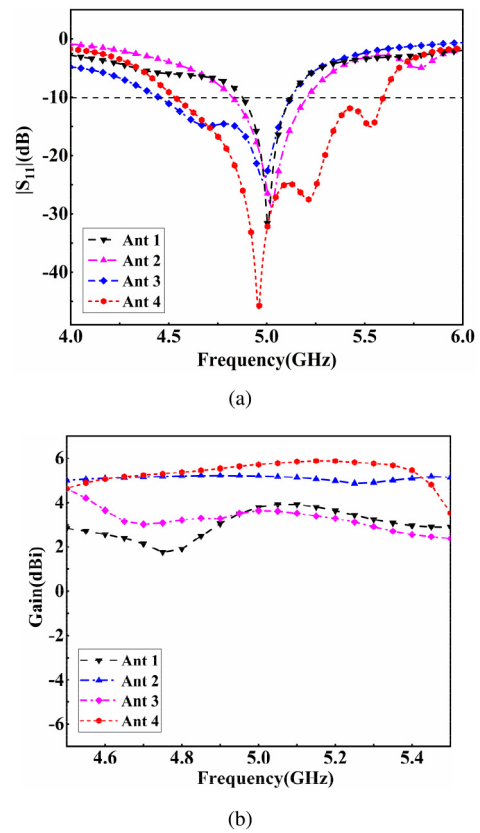 0
-10
-20
-30
-40
|S11|(dB)
Ant 1
Ant 2
Ant 3
Ant 4
4.0 4.5 5.0 5.5 6.0
Frequency(GHz)
(a)
6
4
2
0
-2
-4
-6
Gain(dBi)
Ant 1
Ant 2
Ant 3
Ant 4
4.6 4.8 5.0 5.2 5.4
Frequency(GHz)
(b)